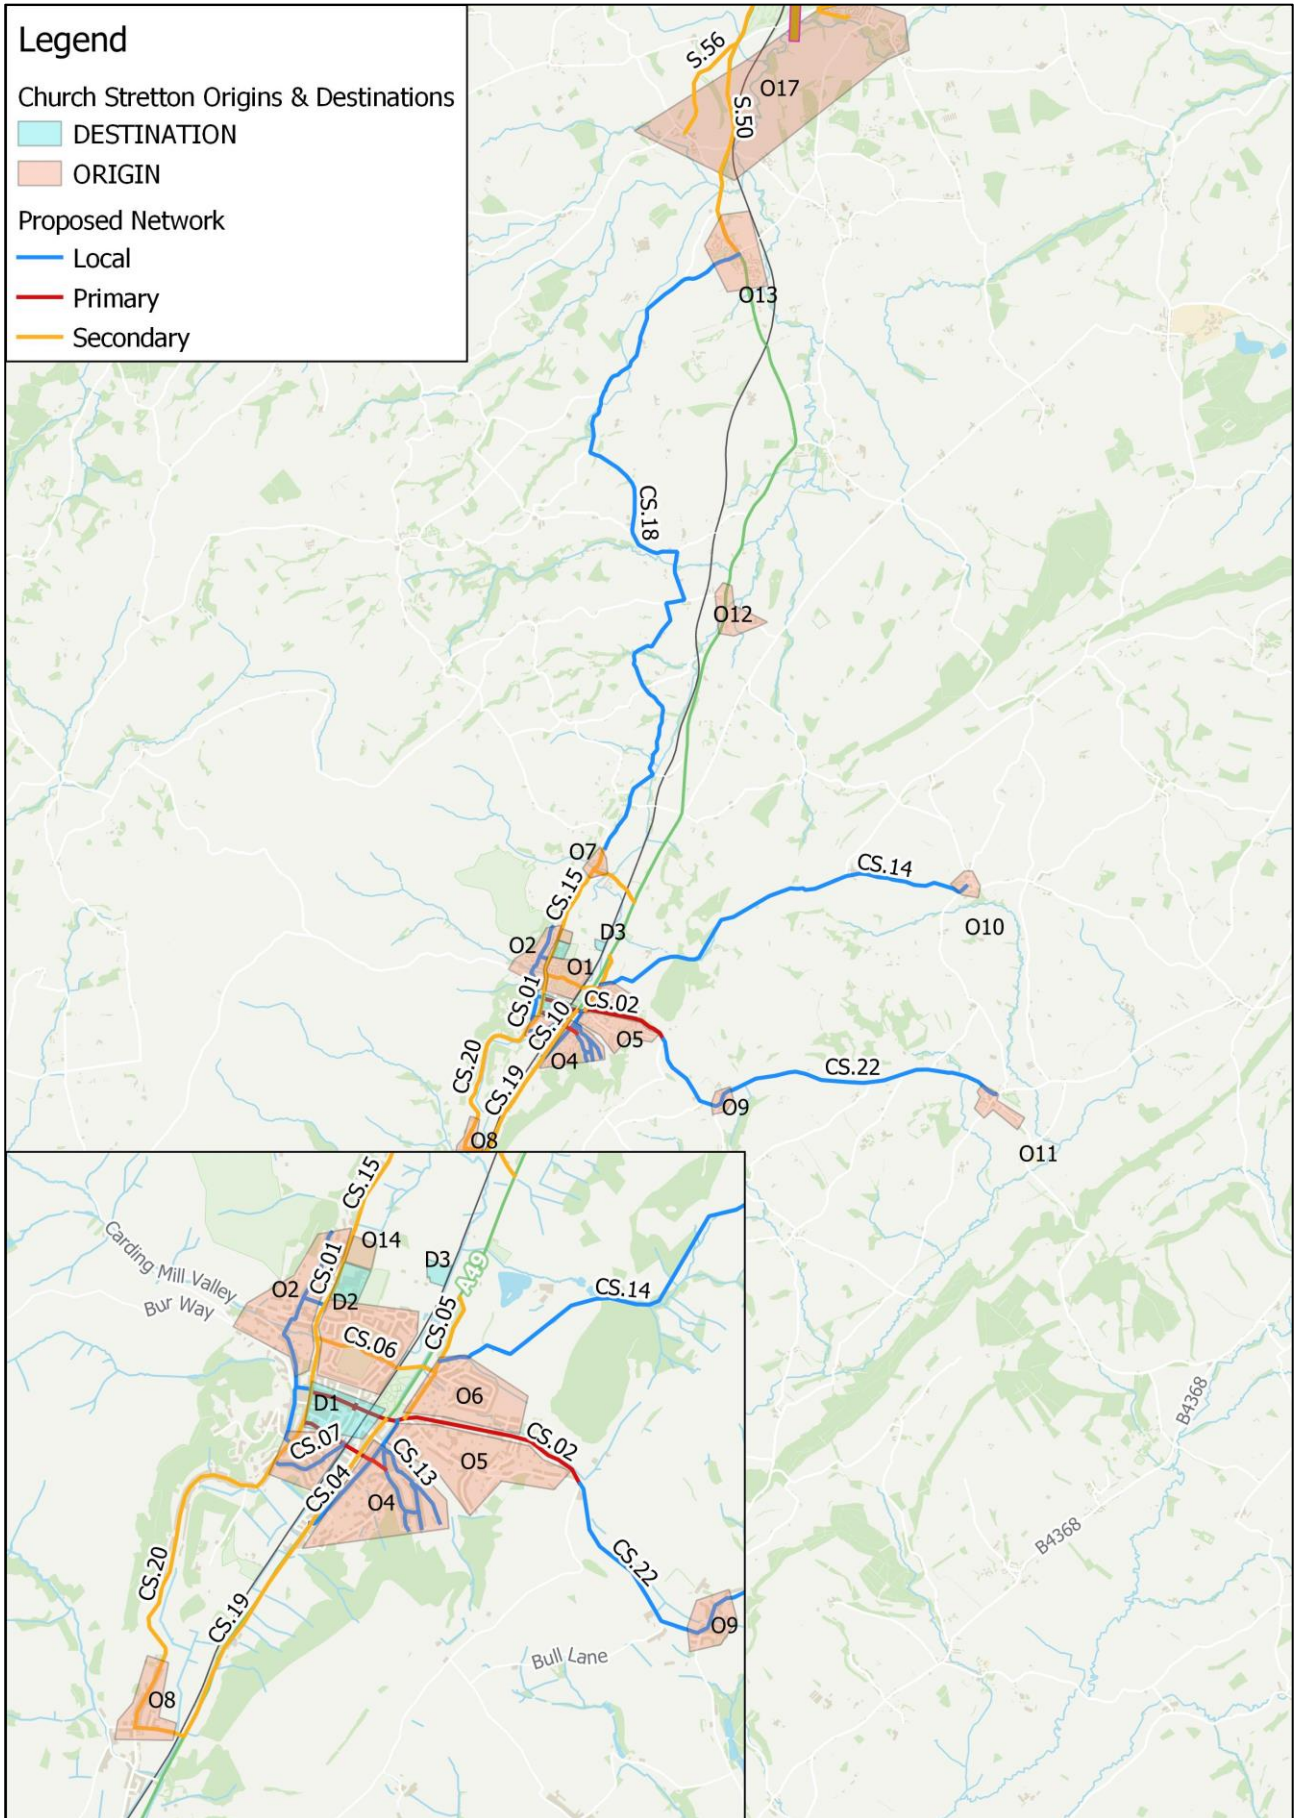 Legend
Church Stretton Origins & Destinations
DESTINATION
ORIGIN
Proposed Network
Local
Primary
Secondary
S.56
O17
S.50
O13
CS.18
O12
O7
CS.15
CS.14
O10
O2
D3
O1
CS.01
CS.02
CS.10
O5
O4
CS.20
CS.19
CS.22
O9
O8
O11
CS.15
O14
D3
Carding Mill Valley
CS.01
A49
O2
Bur Way
D2
CS.14
CS.05
CS.06
O6
D1
CS.07
CS.02
CS.13
O5
CS.04
O4
CS.20
CS.22
CS.19
O9
Bull Lane
O8
B4368
B4368